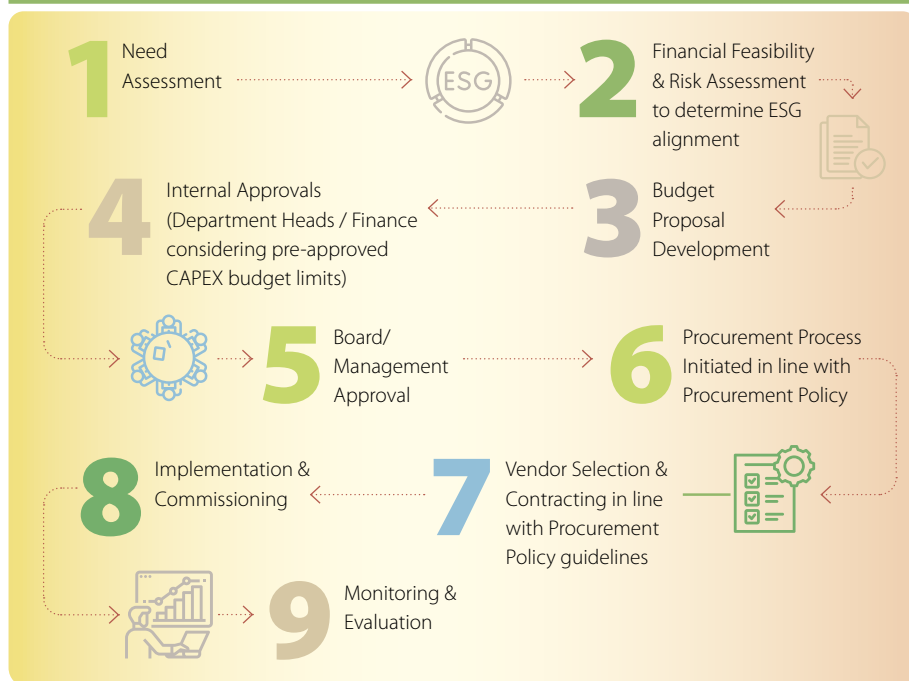 1
Need
Assessment
ESG
2
Financial Feasibility
& Risk Assessment
to determine ESG
alignment
3
Budget
Proposal
Development
4
Internal Approvals
(Department Heads / Finance
considering pre-approved
CAPEX budget limits)
5
Board/
Management
Approval
6
Procurement Process
Initiated in line with
Procurement Policy
7
Vendor Selection &
Contracting in line
with Procurement
Policy guidelines
8
Implementation &
Commissioning
9
Monitoring &
Evaluation